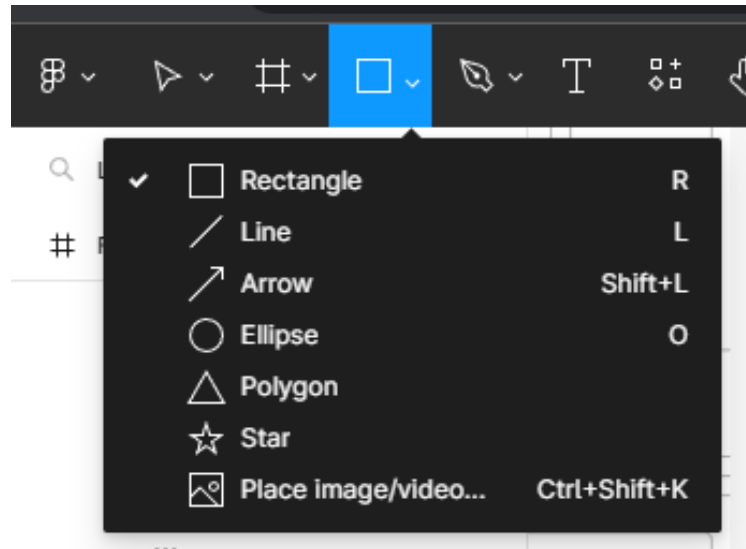 Rectangle R
Line L
Arrow Shift+L
Ellipse O
Polygon
Star
Place image/video... Ctrl+Shift+K